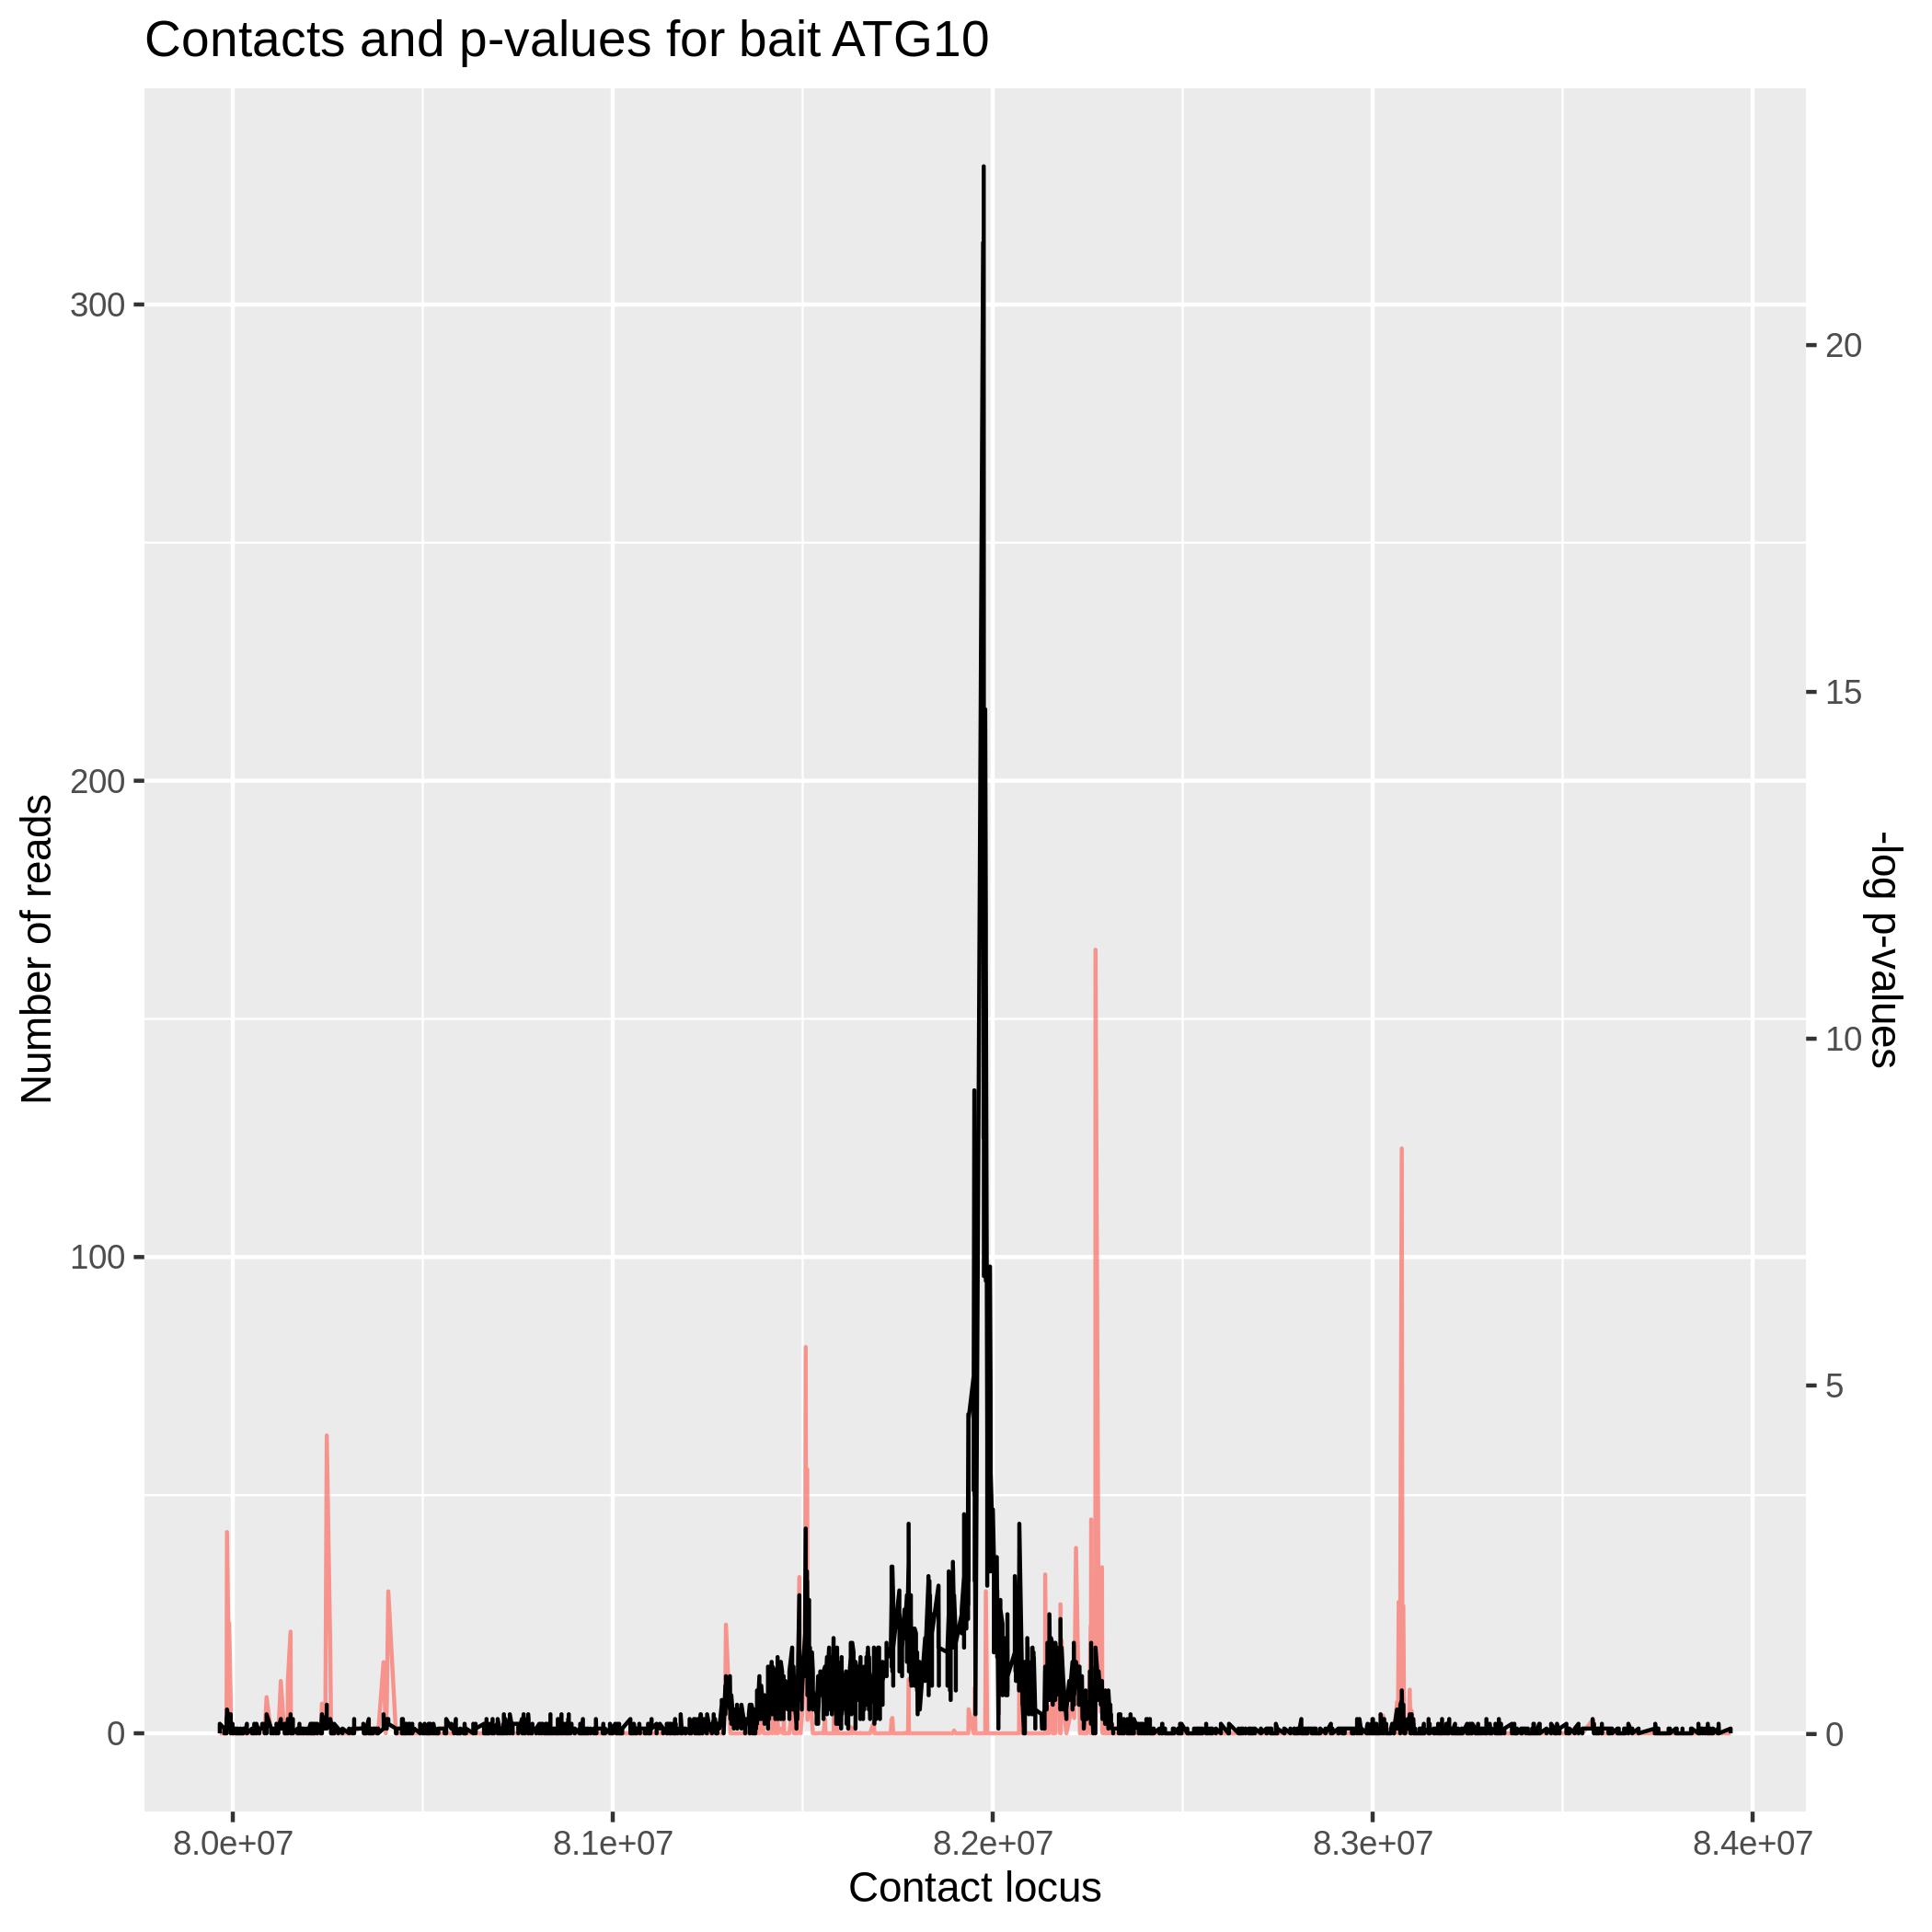 Contacts and p-values for bait ATG10
Number of reads
300
200
100
0
20
15
10
5
0
-log p-values
8.0e+07 8.1e+07 8.2e+07 8.3e+07 8.4e+07
Contact locus